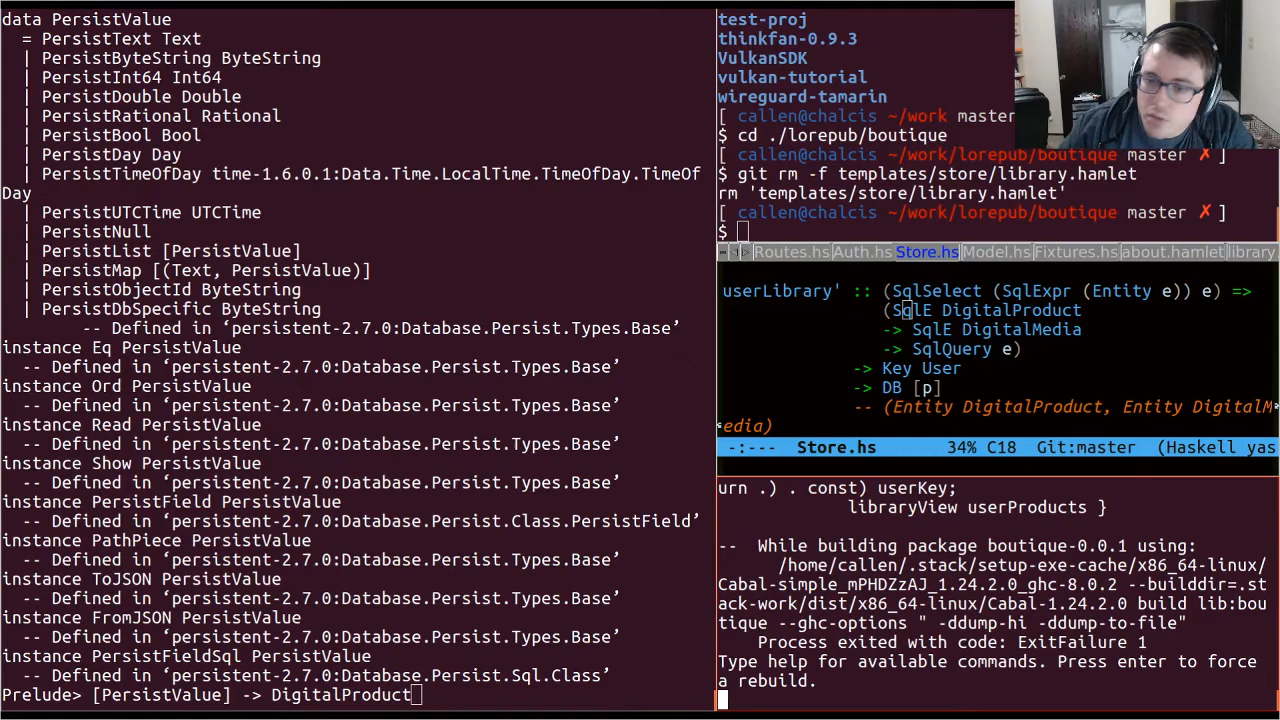 data PersistValue
= PersistText Text
| PersistByteString ByteString
| PersistInt64 Int64
| PersistDouble Double
| PersistRational Rational
| PersistBool Bool
| PersistDay Day
| PersistTimeOfDay time-1.6.0.1:Data.Time.LocalTime.TimeOfDay.TimeOf
Day
| PersistUTCTime UTCTime
| PersistNull
| PersistList [PersistValue]
| PersistMap [(Text, PersistValue)]
| PersistObjectId ByteString
| PersistDbSpecific ByteString
-- Defined in ‘persistent-2.7.0:Database.Persist.Types.Base’
instance Eq PersistValue
-- Defined in ‘persistent-2.7.0:Database.Persist.Types.Base’
instance Ord PersistValue
-- Defined in ‘persistent-2.7.0:Database.Persist.Types.Base’
instance Read PersistValue
-- Defined in ‘persistent-2.7.0:Database.Persist.Types.Base’
instance Show PersistValue
-- Defined in ‘persistent-2.7.0:Database.Persist.Types.Base’
instance PersistField PersistValue
-- Defined in ‘persistent-2.7.0:Database.Persist.Class.PersistField’
instance PathPiece PersistValue
-- Defined in ‘persistent-2.7.0:Database.Persist.Types.Base’
instance ToJSON PersistValue
-- Defined in ‘persistent-2.7.0:Database.Persist.Types.Base’
instance FromJSON PersistValue
-- Defined in ‘persistent-2.7.0:Database.Persist.Types.Base’
instance PersistFieldSql PersistValue
-- Defined in ‘persistent-2.7.0:Database.Persist.Sql.Class’
Prelude> [PersistValue] -> DigitalProduct
test-proj
thinkfan-0.9.3
VulkanSDK
vulkan-tutorial
wireguard-tamarin
[ callen@chalcis ~/work master
$ cd ./lorepub/boutique
[ callen@chalcis ~/work/lorepub/boutique master ✗ ]
$ git rm -f templates/store/library.hamlet
rm 'templates/store/library.hamlet'
[ callen@chalcis ~/work/lorepub/boutique master ✗ ]
$
Routes.hs Auth.hs Store.hs Model.hs Fixtures.hs about.hamlet library.
userLibrary' :: (SqlSelect (SqlExpr (Entity e)) e) =>
(SqlE DigitalProduct
-> SqlE DigitalMedia
-> SqlQuery e)
-> Key User
-> DB [p]
-- (Entity DigitalProduct, Entity DigitalM
edia)
-:--- Store.hs 34% C18 Git:master (Haskell yas
urn .) . const) userKey;
libraryView userProducts }
-- While building package boutique-0.0.1 using:
/home/callen/.stack/setup-exe-cache/x86_64-linux/
Cabal-simple_mPHDZzAJ_1.24.2.0_ghc-8.0.2 --builddir=.st
ack-work/dist/x86_64-linux/Cabal-1.24.2.0 build lib:bou
tique --ghc-options " -ddump-hi -ddump-to-file"
Process exited with code: ExitFailure 1
Type help for available commands. Press enter to force
a rebuild.